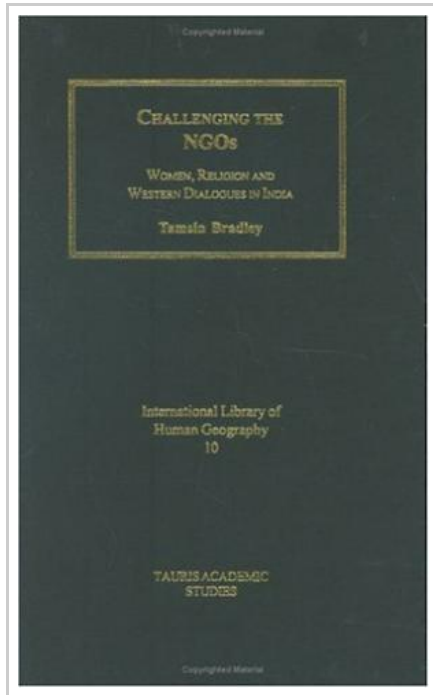 Copyrighted Material
CHALLENGING THE
NGOs
WOMEN, RELIGION AND
WESTERN DIALOGUES IN INDIA
Tamsin Bradley
International Library of
Human Geography
10
TAURIS ACADEMIC
STUDIES
Copyrighted Material